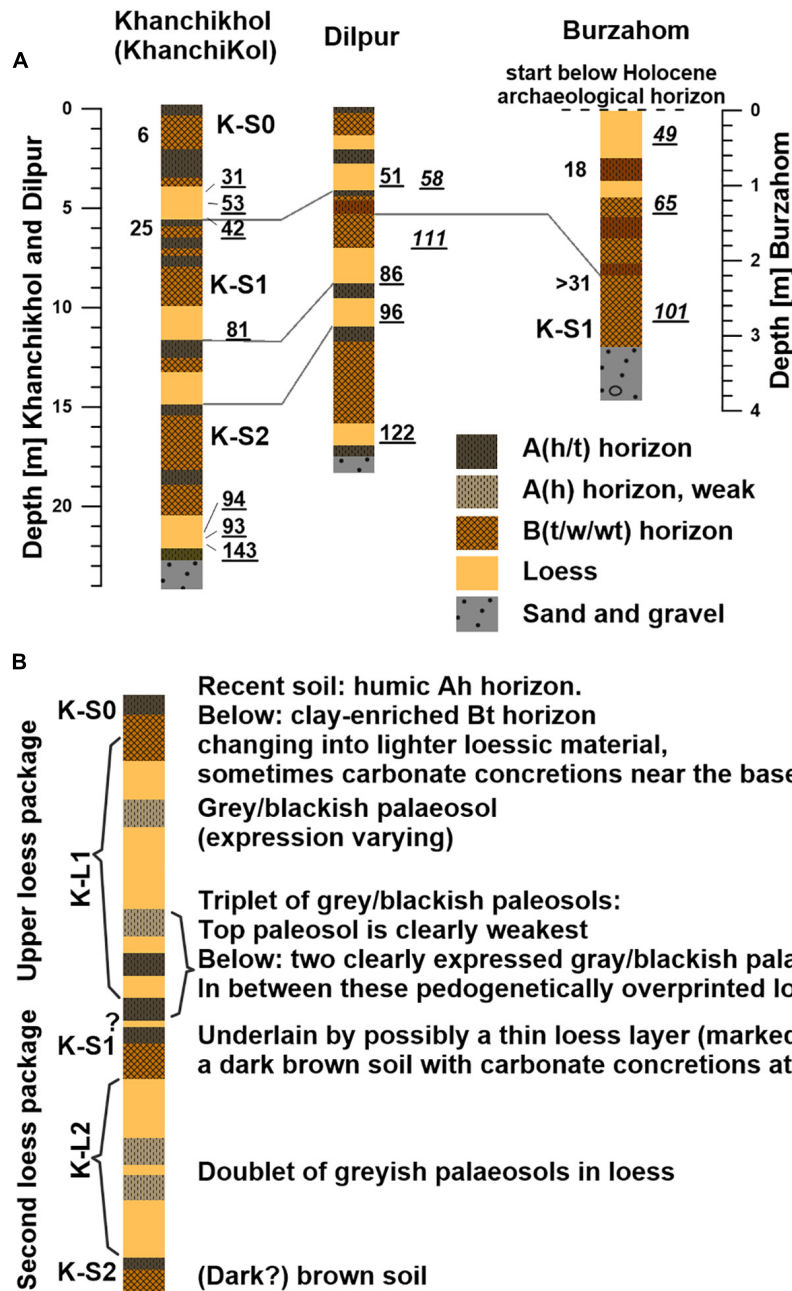 A
Khanchikhol
(KhanchiKol)
Dilpur
Burzahom
start below Holocene
archaeological horizon
Depth [m] Khanchikhol and Dilpur
0
5
10
15
20
6
K-S0
31
53
42
25
K-S1
81
K-S2
94
93
143
51
58
111
86
96
122
49
18
65
>31
K-S1
101
0
1
2
3
4
Depth [m] Burzahom
A(h/t) horizon
A(h) horizon, weak
B(t/w/wt) horizon
Loess
Sand and gravel
B
Upper loess package
Second loess package
K-S0
K-L1
?
K-S1
K-L2
K-S2
Recent soil: humic Ah horizon.
Below: clay-enriched Bt horizon
changing into lighter loessic material,
sometimes carbonate concretions near the base
Grey/blackish palaeosol
(expression varying)
Triplet of grey/blackish paleosols:
Top paleosol is clearly weakest
Below: two clearly expressed gray/blackish pala
In between these pedogenetically overprinted lo
Underlain by possibly a thin loess layer (marked
a dark brown soil with carbonate concretions at
Doublet of greyish palaeosols in loess
(Dark?) brown soil